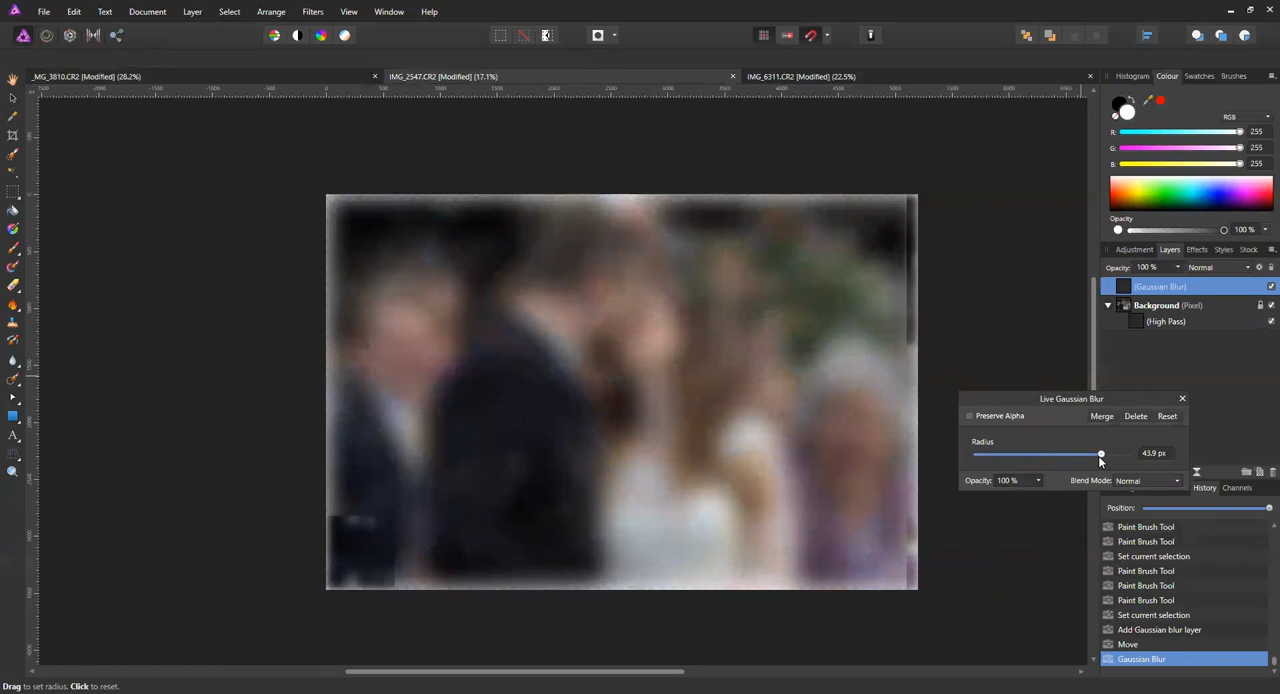 File Edit Text Document Layer Select Arrange Filters View Window Help
_MG_3810.CR2 [Modified] (28.2%)
IMG_2547.CR2 [Modified] (17.1%)
IMG_6311.CR2 [Modified] (22.5%)
Histogram Colour Swatches Brushes
RGB
R: 255
G: 255
B: 255
Opacity
100 %
Adjustment Layers Effects Styles Stock
Opacity: 100 % Normal
(Gaussian Blur)
Background (Pixel)
(High Pass)
Live Gaussian Blur
Preserve Alpha Merge Delete Reset
Radius
43.9 px
Opacity: 100 % Blend Mode: Normal
History Channels
Position:
Paint Brush Tool
Paint Brush Tool
Set current selection
Paint Brush Tool
Paint Brush Tool
Paint Brush Tool
Set current selection
Add Gaussian blur layer
Move
Gaussian Blur
Drag to set radius. Click to reset.